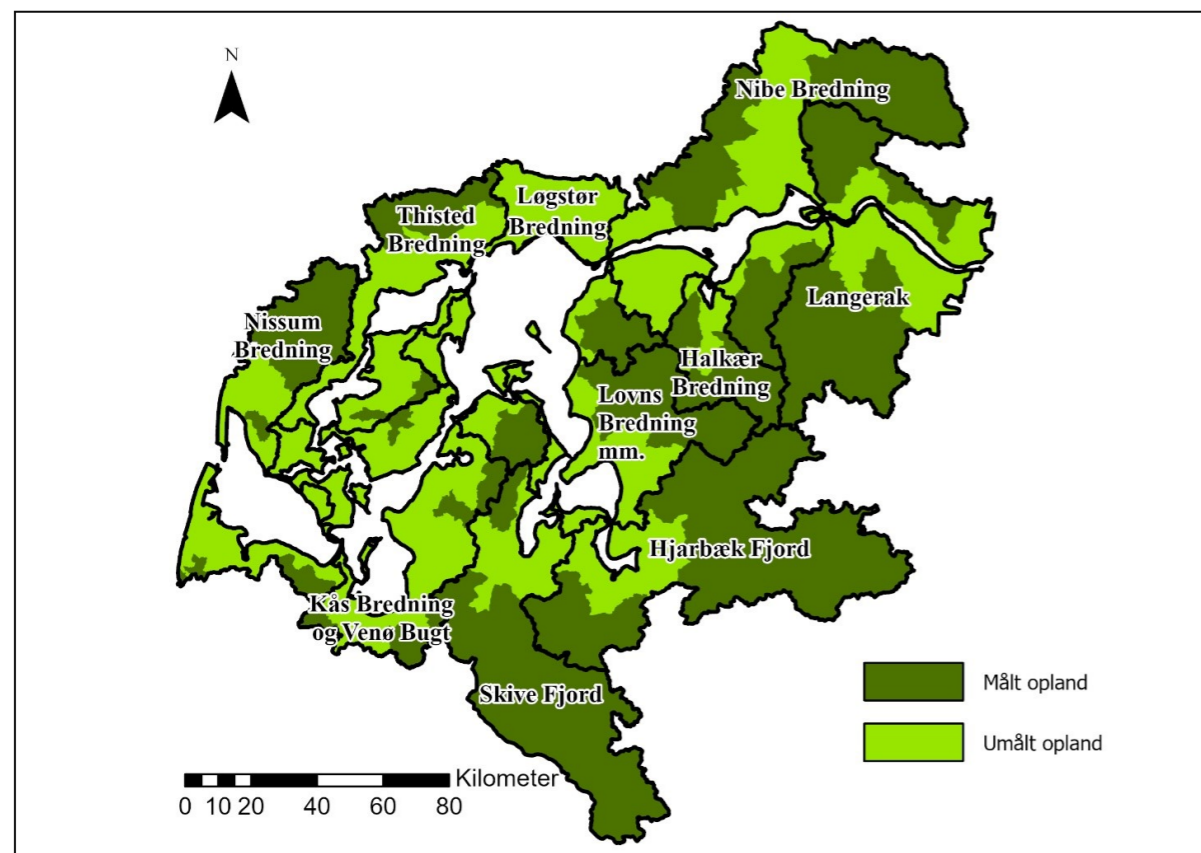 N
Nibe Bredning
Løgstør
Bredning
Thisted
Bredning
Langerak
Nissum
Bredning
Halkær
Bredning
Lovns
Bredning
mm.
Hjarbæk Fjord
Kås Bredning
og Venø Bugt
Skive Fjord
Målt opland
Umålt opland
Kilometer
0 10 20 40 60 80